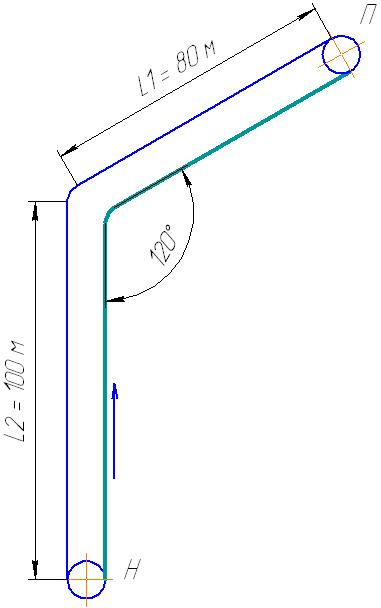 П
L1 = 80 м
120°
L2 = 100 м
Н